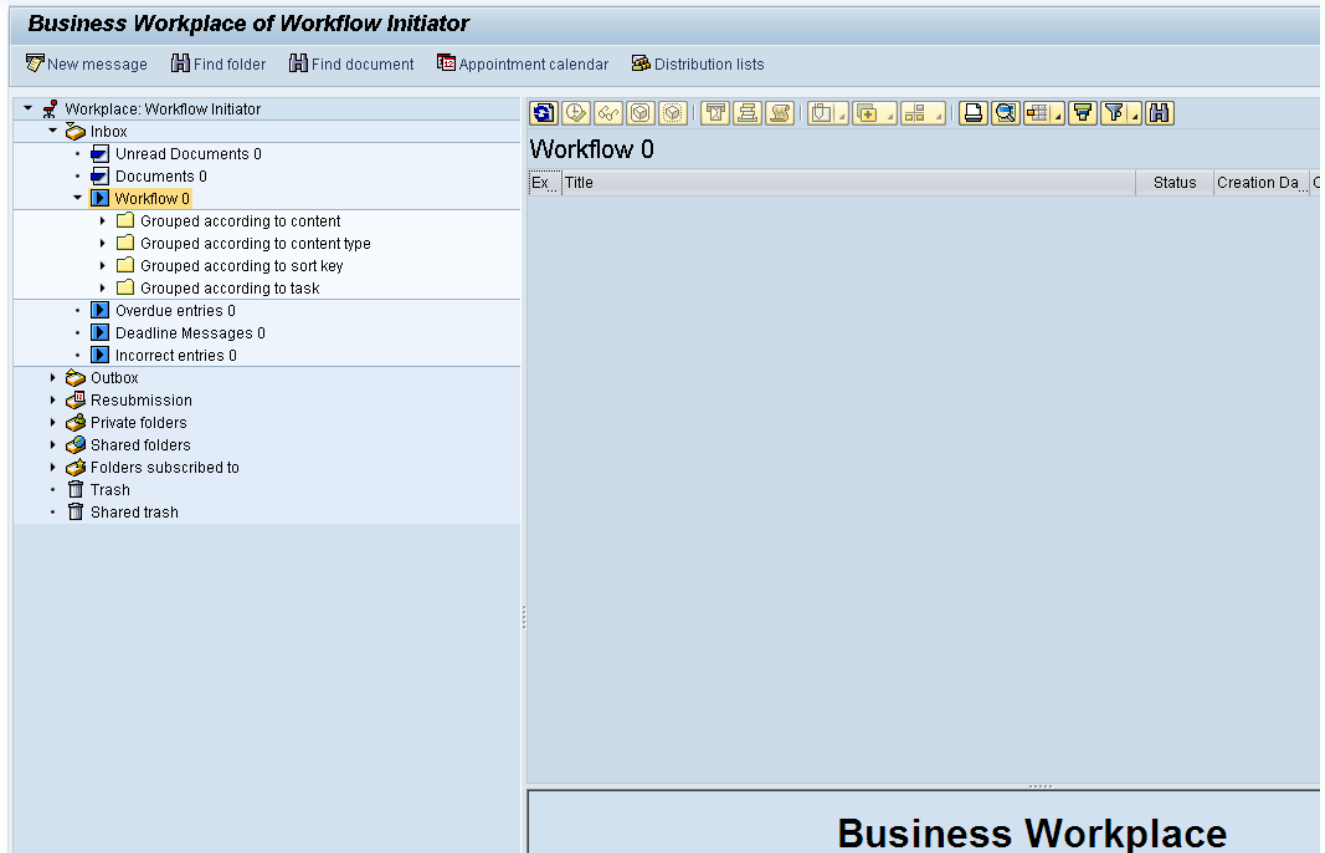 Business Workplace of Workflow Initiator
New message Find folder Find document 12 Appointment calendar Distribution lists
Workplace: Workflow Initiator
Inbox
Unread Documents 0
Documents 0
Workflow 0
Grouped according to content
Grouped according to content type
Grouped according to sort key
Grouped according to task
Overdue entries 0
Deadline Messages 0
Incorrect entries 0
Outbox
Resubmission
Private folders
Shared folders
Folders subscribed to
Trash
Shared trash
Workflow 0
Ex... Title Status Creation Da...
Business Workplace